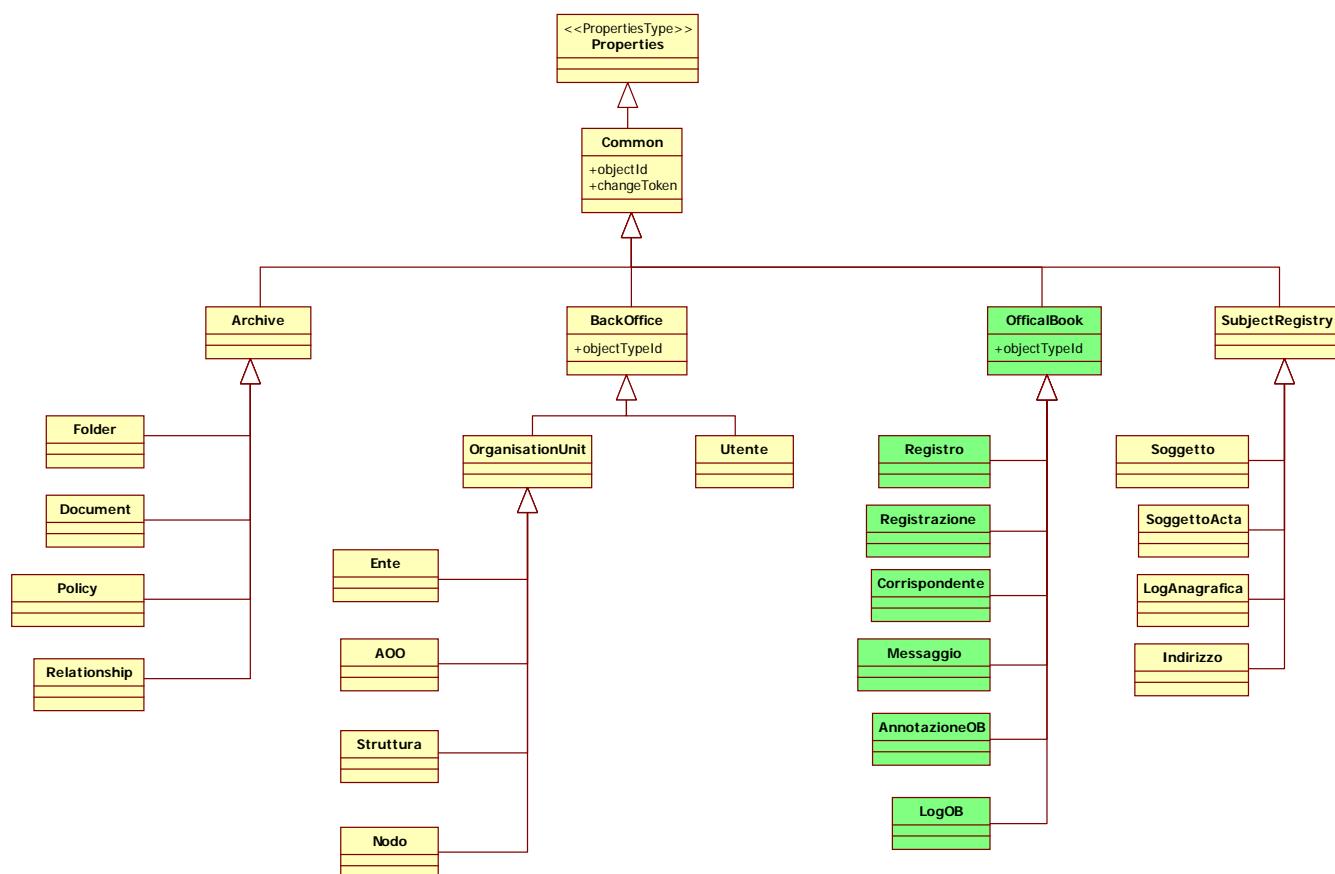 <<PropertiesType>>
Properties
Common
+objectId
+changeToken
Archive
BackOffice
+objectTypeId
OfficalBook
+objectTypeId
SubjectRegistry
Folder
Document
Policy
Relationship
OrganisationUnit
Utente
Ente
AOO
Struttura
Nodo
Registro
Registrazione
Corrispondente
Messaggio
AnnotazioneOB
LogOB
Soggetto
SoggettoActa
LogAnagrafica
Indirizzo